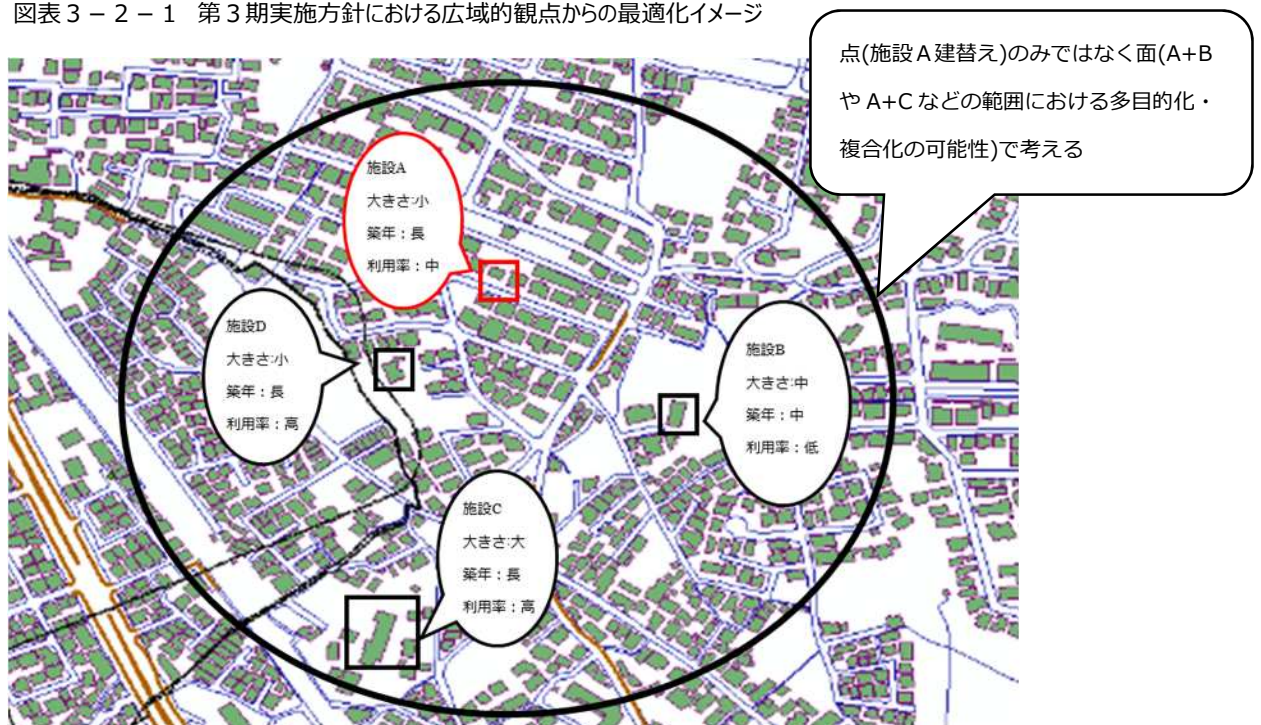 図表３－２－１ 第３期実施方針における広域的観点からの最適化イメージ
点(施設Ａ建替え)のみではなく面(A+B
や A+C などの範囲における多目的化・
複合化の可能性)で考える
施設A
大きさ:小
築年：長
利用率：中
施設D
大きさ:小
築年：長
利用率：高
施設B
大きさ:中
築年：中
利用率：低
施設C
大きさ:大
築年：長
利用率：高